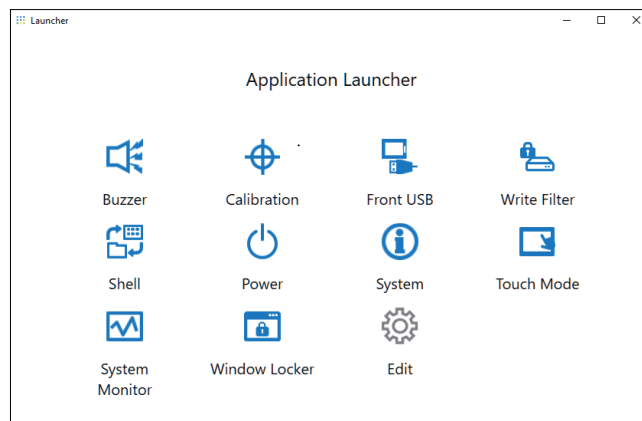 Launcher
Application Launcher
Buzzer
Calibration
Front USB
Write Filter
Shell
Power
System
Touch Mode
System
Monitor
Window Locker
Edit